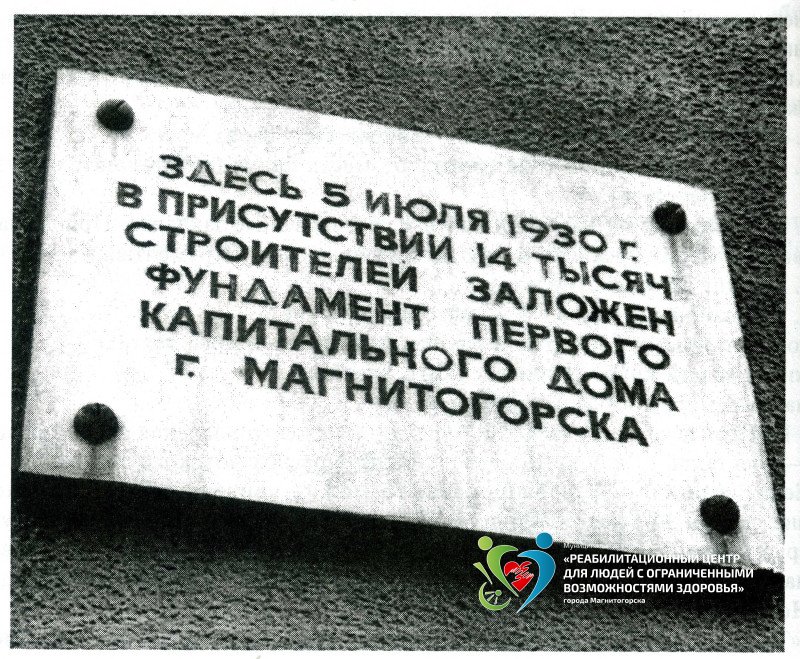 ЗДЕСЬ 5 ИЮЛЯ 1930 г.
В ПРИСУТСТВИИ 14 ТЫСЯЧ
СТРОИТЕЛЕЙ ЗАЛОЖЕН
ФУНДАМЕНТ ПЕРВОГО
КАПИТАЛЬНОГО ДОМА
г. МАГНИТОГОРСКА
«РЕАБИЛИТАЦИОННЫЙ ЦЕНТР
ДЛЯ ЛЮДЕЙ С ОГРАНИЧЕННЫМИ
ВОЗМОЖНОСТЯМИ ЗДОРОВЬЯ»
города Магнитогорска